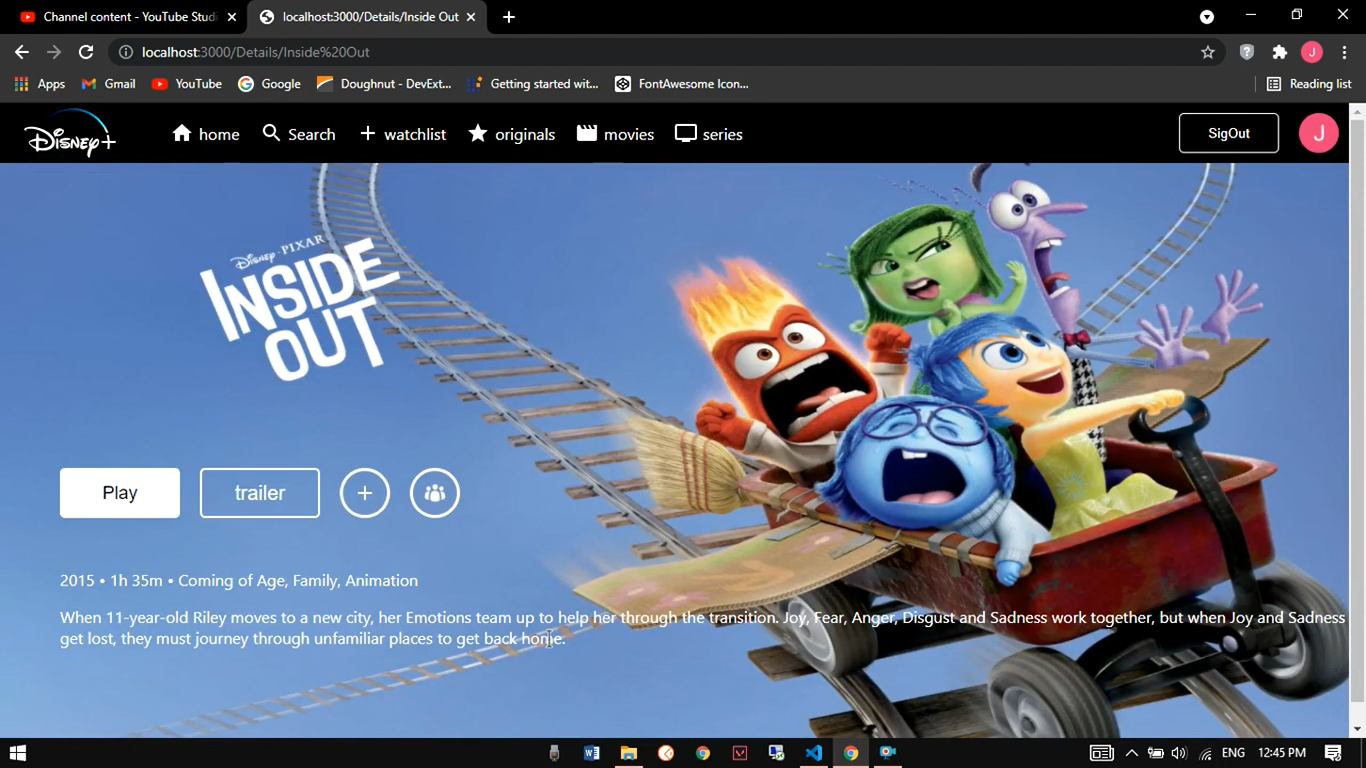 Channel content - YouTube Studi
localhost:3000/Details/Inside Out
localhost:3000/Details/Inside%20Out
J
Apps
Gmail
YouTube
Google
Doughnut - DevExt...
Getting started wit...
FontAwesome Icon...
Reading list
Disney+
home
Search
watchlist
originals
movies
series
SigOut
J
Disney · PIXAR
INSIDE
OUT
Play
trailer
2015 • 1h 35m • Coming of Age, Family, Animation
When 11-year-old Riley moves to a new city, her Emotions team up to help her through the transition. Joy, Fear, Anger, Disgust and Sadness work together, but when Joy and Sadness
get lost, they must journey through unfamiliar places to get back home.
ENG
12:45 PM